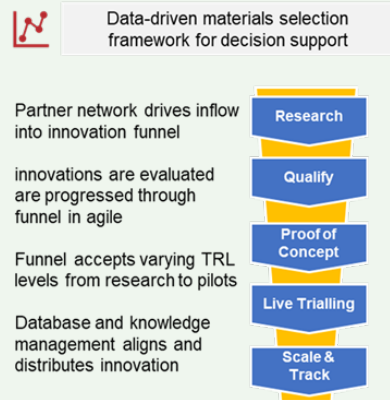 Data-driven materials selection
framework for decision support
Partner network drives inflow
into innovation funnel
innovations are evaluated
are progressed through
funnel in agile
Funnel accepts varying TRL
levels from research to pilots
Database and knowledge
management aligns and
distributes innovation
Research
Qualify
Proof of
Concept
Live Trialling
Scale &
Track